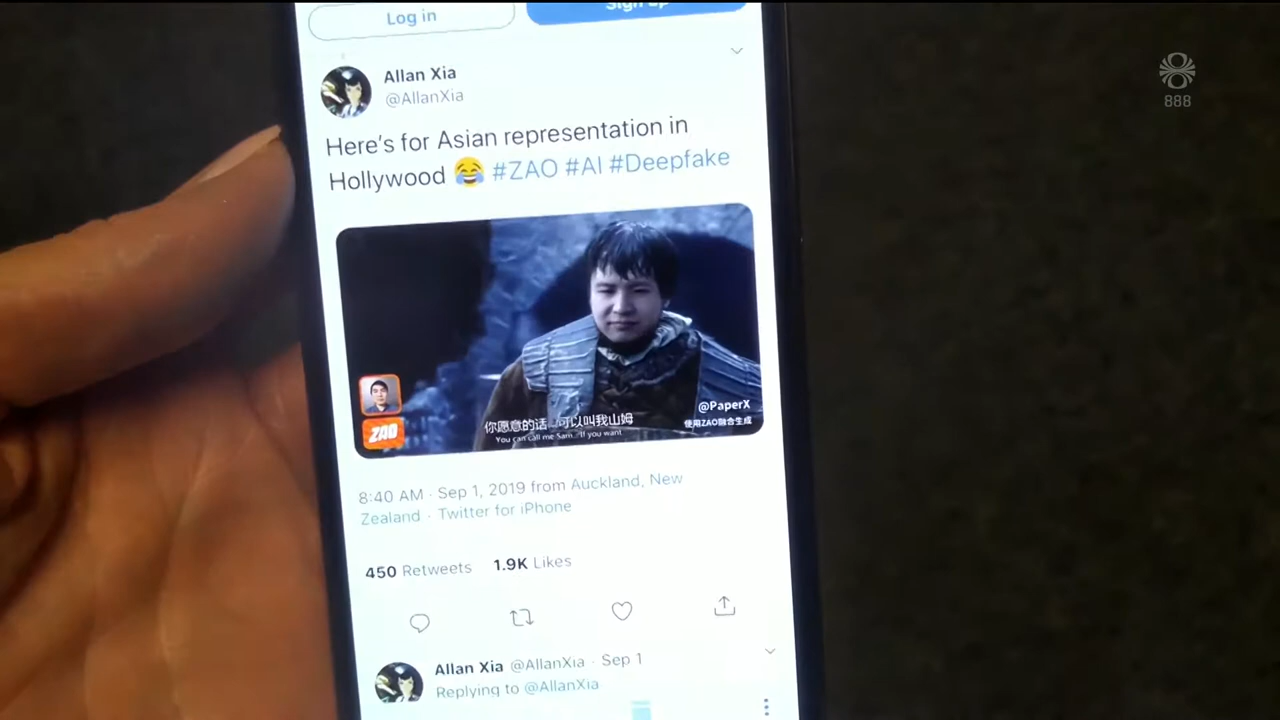 Log in
Sign up
Allan Xia
@AllanXia
Here's for Asian representation in
Hollywood 😂 #ZAO #AI #Deepfake
ZAO
@PaperX
使用ZAO融合生成
你愿意的话 可以叫我山姆
You can call me Sam.. If you want
8:40 AM · Sep 1, 2019 from Auckland, New
Zealand · Twitter for iPhone
450 Retweets 1.9K Likes
Allan Xia @AllanXia · Sep 1
Replying to @AllanXia
888